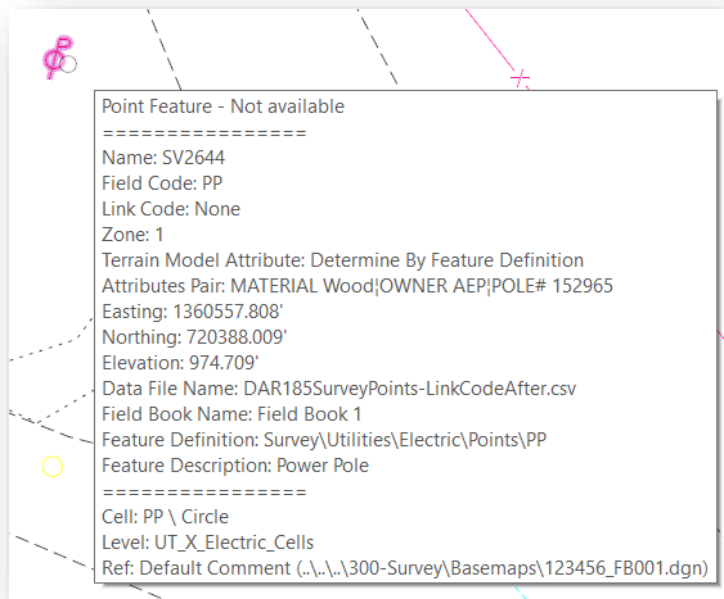 P
Point Feature - Not available
================
Name: SV2644
Field Code: PP
Link Code: None
Zone: 1
Terrain Model Attribute: Determine By Feature Definition
Attributes Pair: MATERIAL Wood¦OWNER AEP¦POLE# 152965
Easting: 1360557.808'
Northing: 720388.009'
Elevation: 974.709'
Data File Name: DAR185SurveyPoints-LinkCodeAfter.csv
Field Book Name: Field Book 1
Feature Definition: Survey\Utilities\Electric\Points\PP
Feature Description: Power Pole
================
Cell: PP \ Circle
Level: UT_X_Electric_Cells
Ref: Default Comment (..\..\..\300-Survey\Basemaps\123456_FB001.dgn)